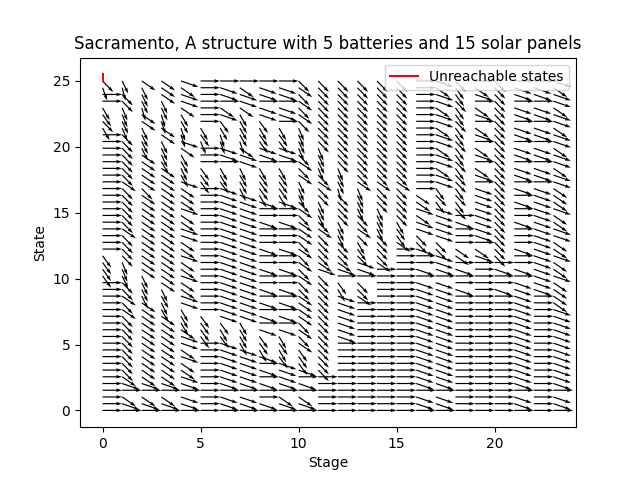 Sacramento, A structure with 5 batteries and 15 solar panels
Unreachable states
25
20
15
10
5
0
State
0 5 10 15 20
Stage